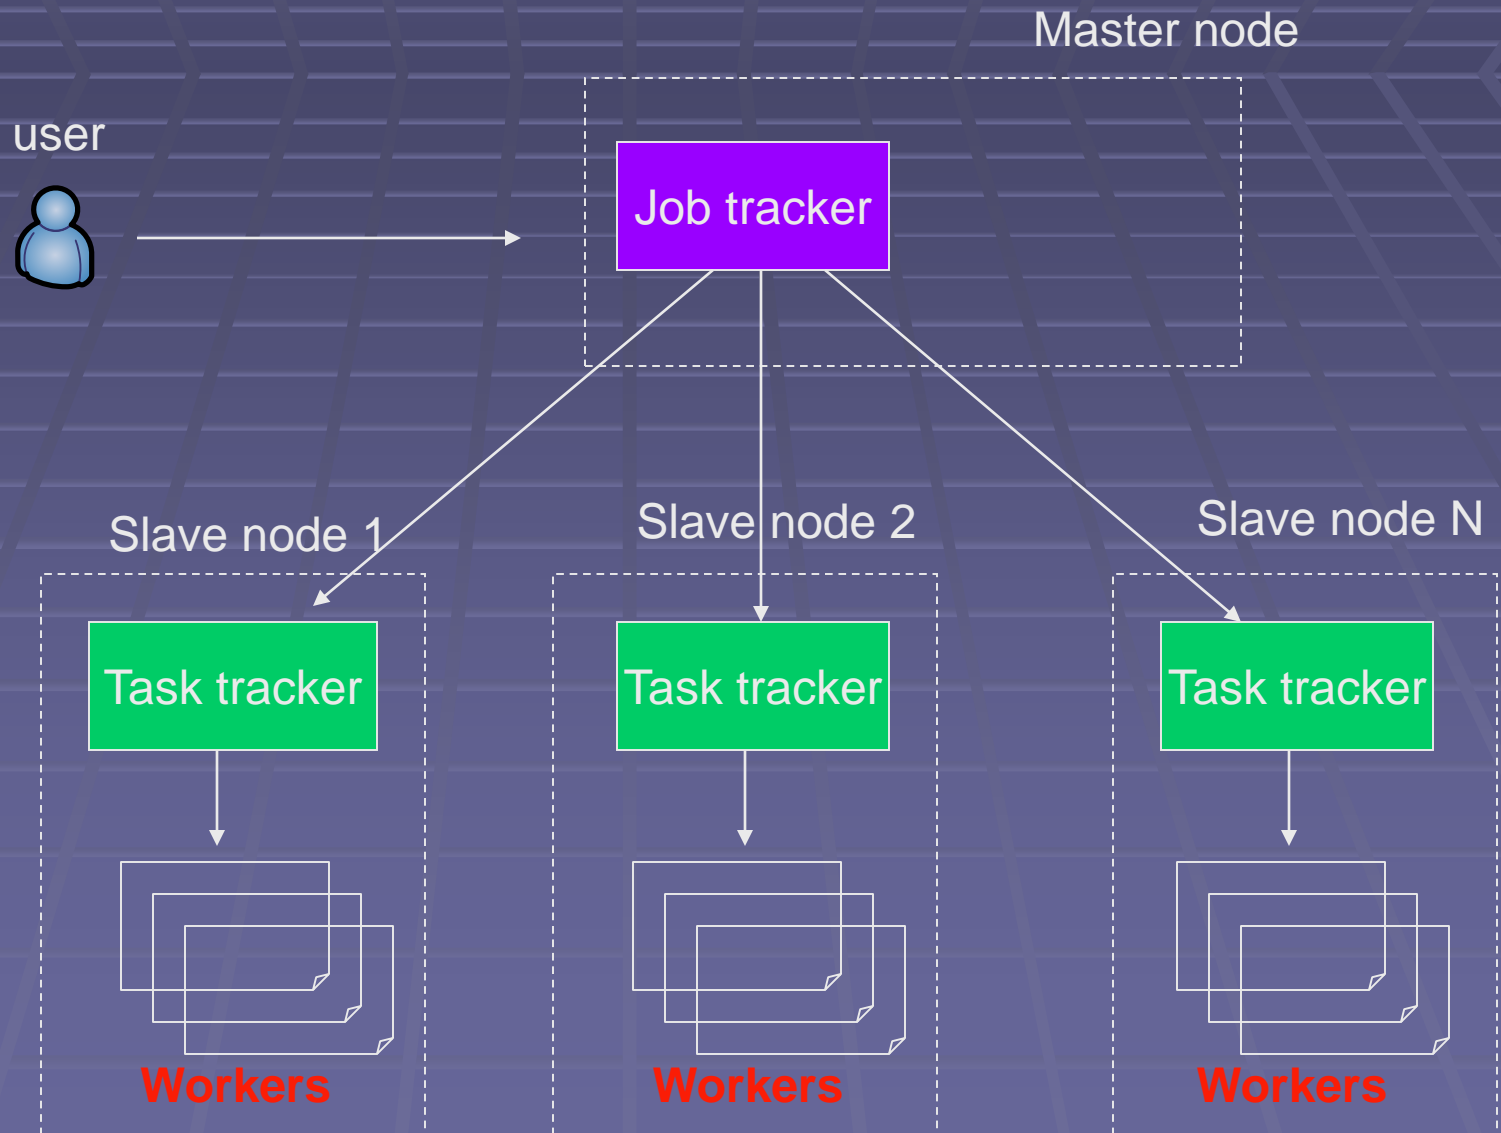 Master node
user
Job tracker
Slave node 1
Slave node 2
Slave node N
Task tracker
Task tracker
Task tracker
Workers
Workers
Workers